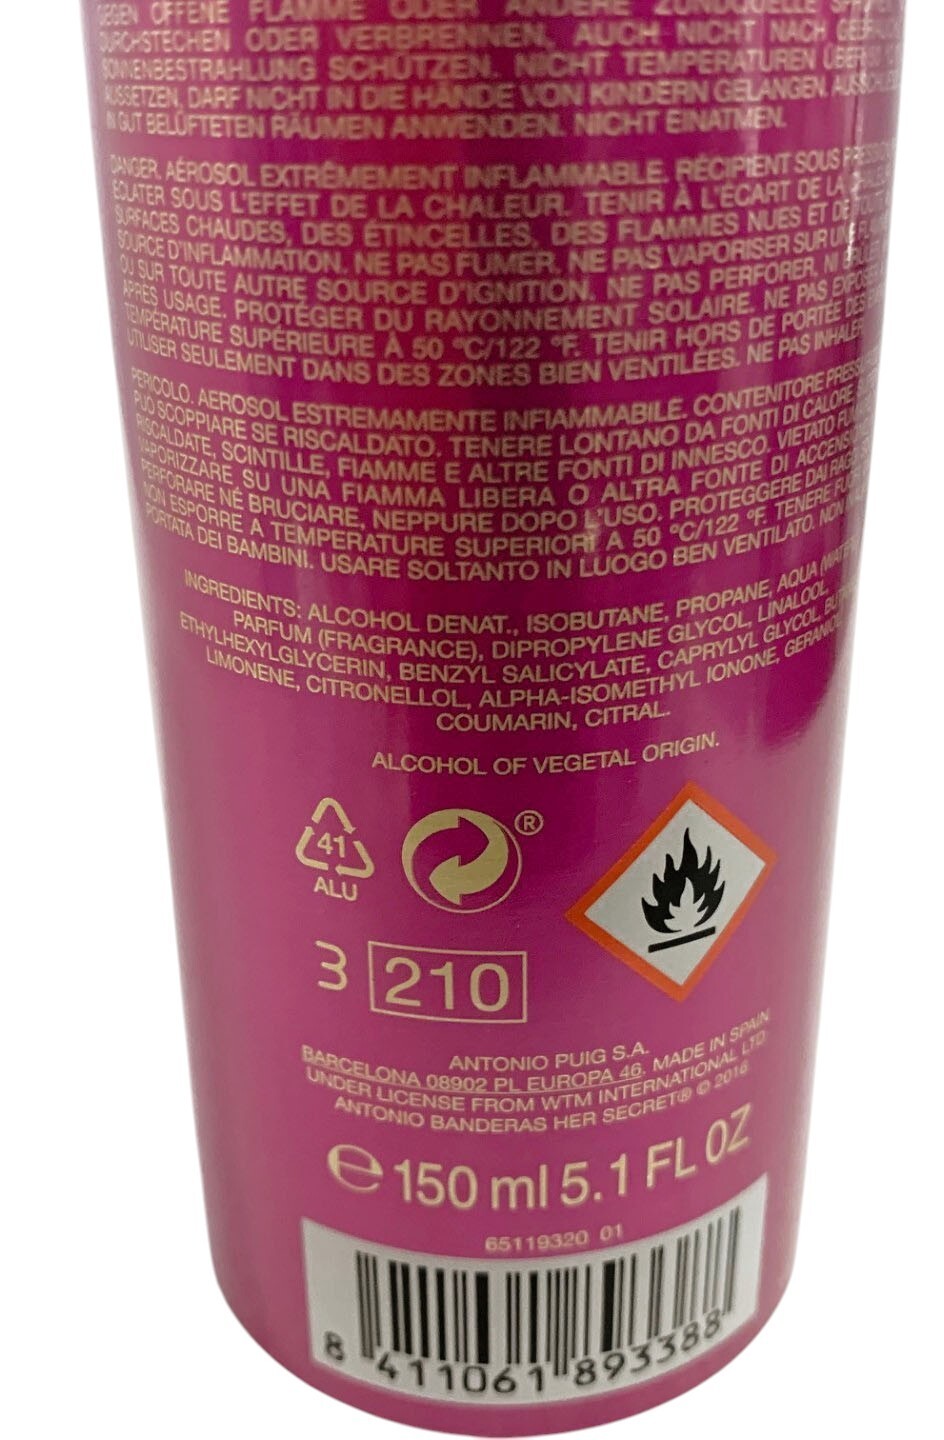 GEGEN OFFENE FLAMME ODER ANDERE ZÜNDQUELLE
DURCHSTECHEN ODER VERBRENNEN, AUCH NICHT NACH
SONNENBESTRAHLUNG SCHÜTZEN. NICHT TEMPERATUREN
AUSSETZEN, DARF NICHT IN DIE HÄNDE VON KINDERN GELANGEN.
IN GUT BELÜFTETEN RÄUMEN ANWENDEN. NICHT EINATMEN.
DANGER. AÉROSOL EXTRÊMEMENT INFLAMMABLE. RÉCIPIENT SOUS
ÉCLATER SOUS L'EFFET DE LA CHALEUR. TENIR À L'ÉCART DE LA
SURFACES CHAUDES, DES ÉTINCELLES, DES FLAMMES NUES ET DE
SOURCE D'INFLAMMATION. NE PAS FUMER. NE PAS VAPORISER SUR UNE
OU SUR TOUTE AUTRE SOURCE D'IGNITION. NE PAS PERFORER, NI
APRÈS USAGE. PROTÉGER DU RAYONNEMENT SOLAIRE. NE PAS
TEMPÉRATURE SUPÉRIEURE À 50 °C/122 °F. TENIR HORS DE PORTÉE DES
UTILISER SEULEMENT DANS DES ZONES BIEN VENTILÉES. NE PAS INHALER
PERICOLO. AEROSOL ESTREMAMENTE INFIAMMABILE. CONTENITORE
PUÒ SCOPPIARE SE RISCALDATO. TENERE LONTANO DA FONTI DI CALORE
RISCALDATE, SCINTILLE, FIAMME E ALTRE FONTI DI INNESCO. VIETATO
VAPORIZZARE SU UNA FIAMMA LIBERA O ALTRA FONTE DI
PERFORARE NÉ BRUCIARE, NEPPURE DOPO L'USO. PROTEGGERE DAI
NON ESPORRE A TEMPERATURE SUPERIORI A 50 °C/122 °F. TENERE
PORTATA DEI BAMBINI. USARE SOLTANTO IN LUOGO BEN VENTILATO. NON
INGREDIENTS: ALCOHOL DENAT., ISOBUTANE, PROPANE, AQUA (WATER
PARFUM (FRAGRANCE), DIPROPYLENE GLYCOL, LINALOOL,
ETHYLHEXYLGLYCERIN, BENZYL SALICYLATE, CAPRYLYL GLYCOL,
LIMONENE, CITRONELLOL, ALPHA-ISOMETHYL IONONE,
COUMARIN, CITRAL.
ALCOHOL OF VEGETAL ORIGIN.
41
ALU
®
3 210
ANTONIO PUIG S.A.
BARCELONA 08902 PL EUROPA 46. MADE IN SPAIN
UNDER LICENSE FROM WTM INTERNATIONAL LTD
ANTONIO BANDERAS HER SECRET® © 2016
e 150 ml 5.1 FL OZ
65119320 01
8 411061 893388